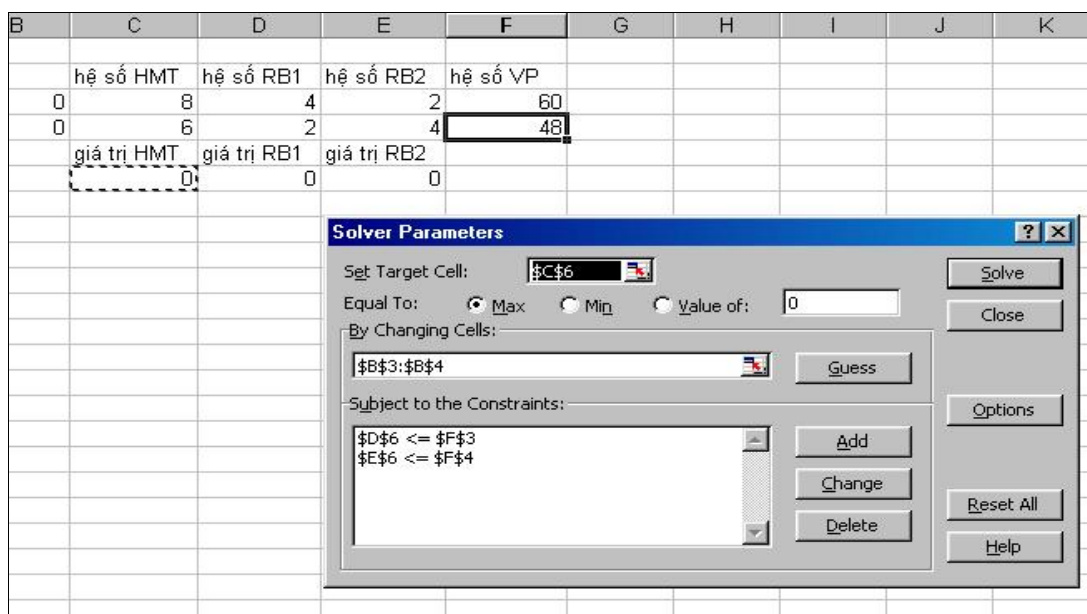 B C D E F G H I J K
hệ số HMT hệ số RB1 hệ số RB2 hệ số VP
0 8 4 2 60
0 6 2 4 48
giá trị HMT giá trị RB1 giá trị RB2
0 0 0
Solver Parameters
Set Target Cell: $C$6 Solve
Equal To: Max Min Value of: 0 Close
By Changing Cells:
$B$3:$B$4 Guess
Subject to the Constraints: Options
$D$6 <= $F$3 Add
$E$6 <= $F$4
Change
Reset All
Delete
Help